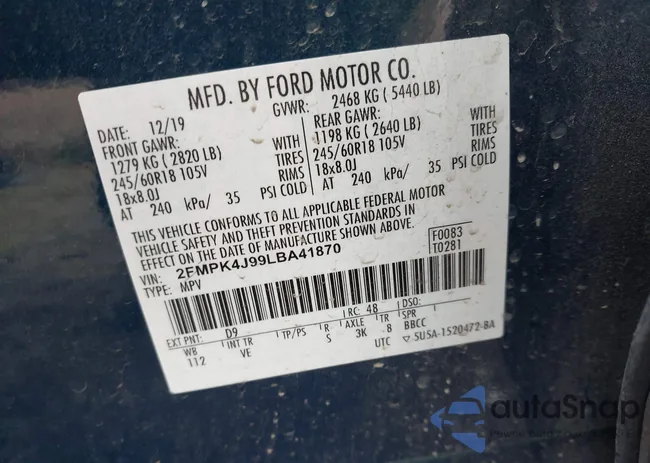 MFD. BY FORD MOTOR CO.
DATE: 12/19 GVWR: 2468 KG ( 5440 LB)
FRONT GAWR: WITH REAR GAWR: WITH
1279 KG ( 2820 LB) TIRES 1198 KG ( 2640 LB) TIRES
245/60R18 105V RIMS 245/60R18 105V RIMS
18x8.0J 18x8.0J
AT 240 kPa/ 35 PSI COLD AT 240 kPa/ 35 PSI COLD
THIS VEHICLE CONFORMS TO ALL APPLICABLE FEDERAL MOTOR
VEHICLE SAFETY AND THEFT PREVENTION STANDARDS IN
EFFECT ON THE DATE OF MANUFACTURE SHOWN ABOVE.
VIN: 2FMPK4J99LBA41870 F0083
TYPE: MPV T0281
EXT PNT: D9 RC: 48 DSO:
WB INT TR TP/PS R AXLE TR SPR
112 VE S 3K 8 BBCC
UTC 5U5A-1520472-BA
autoSnap